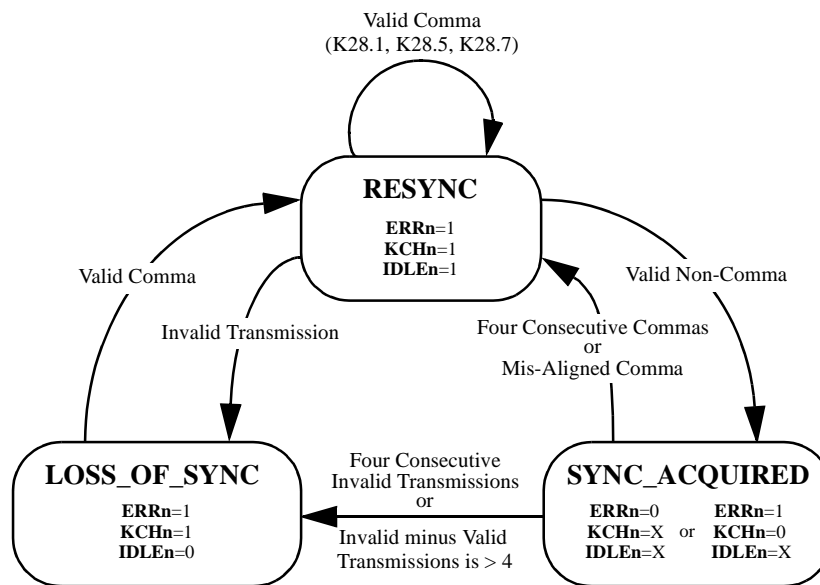 Valid Comma
(K28.1, K28.5, K28.7)
RESYNC
ERRn=1
KCHn=1
IDLEn=1
Valid Comma
Valid Non-Comma
Invalid Transmission
Four Consecutive Commas
or
Mis-Aligned Comma
LOSS_OF_SYNC
ERRn=1
KCHn=1
IDLEn=0
Four Consecutive
Invalid Transmissions
or
Invalid minus Valid
Transmissions is > 4
SYNC_ACQUIRED
ERRn=0 ERRn=1
KCHn=X or KCHn=0
IDLEn=X IDLEn=X